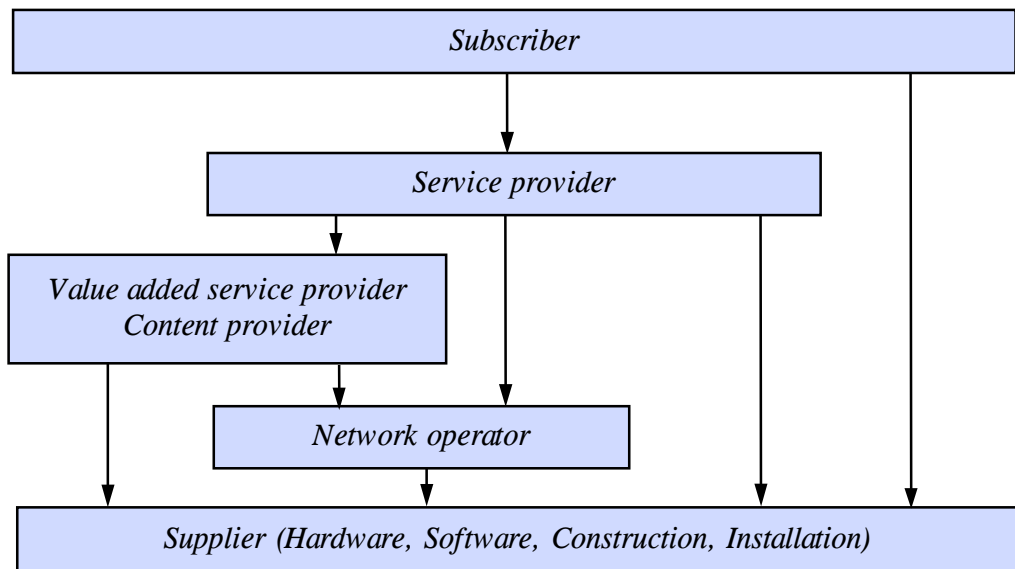 Subscriber
Service provider
Value added service provider
Content provider
Network operator
Supplier (Hardware, Software, Construction, Installation)